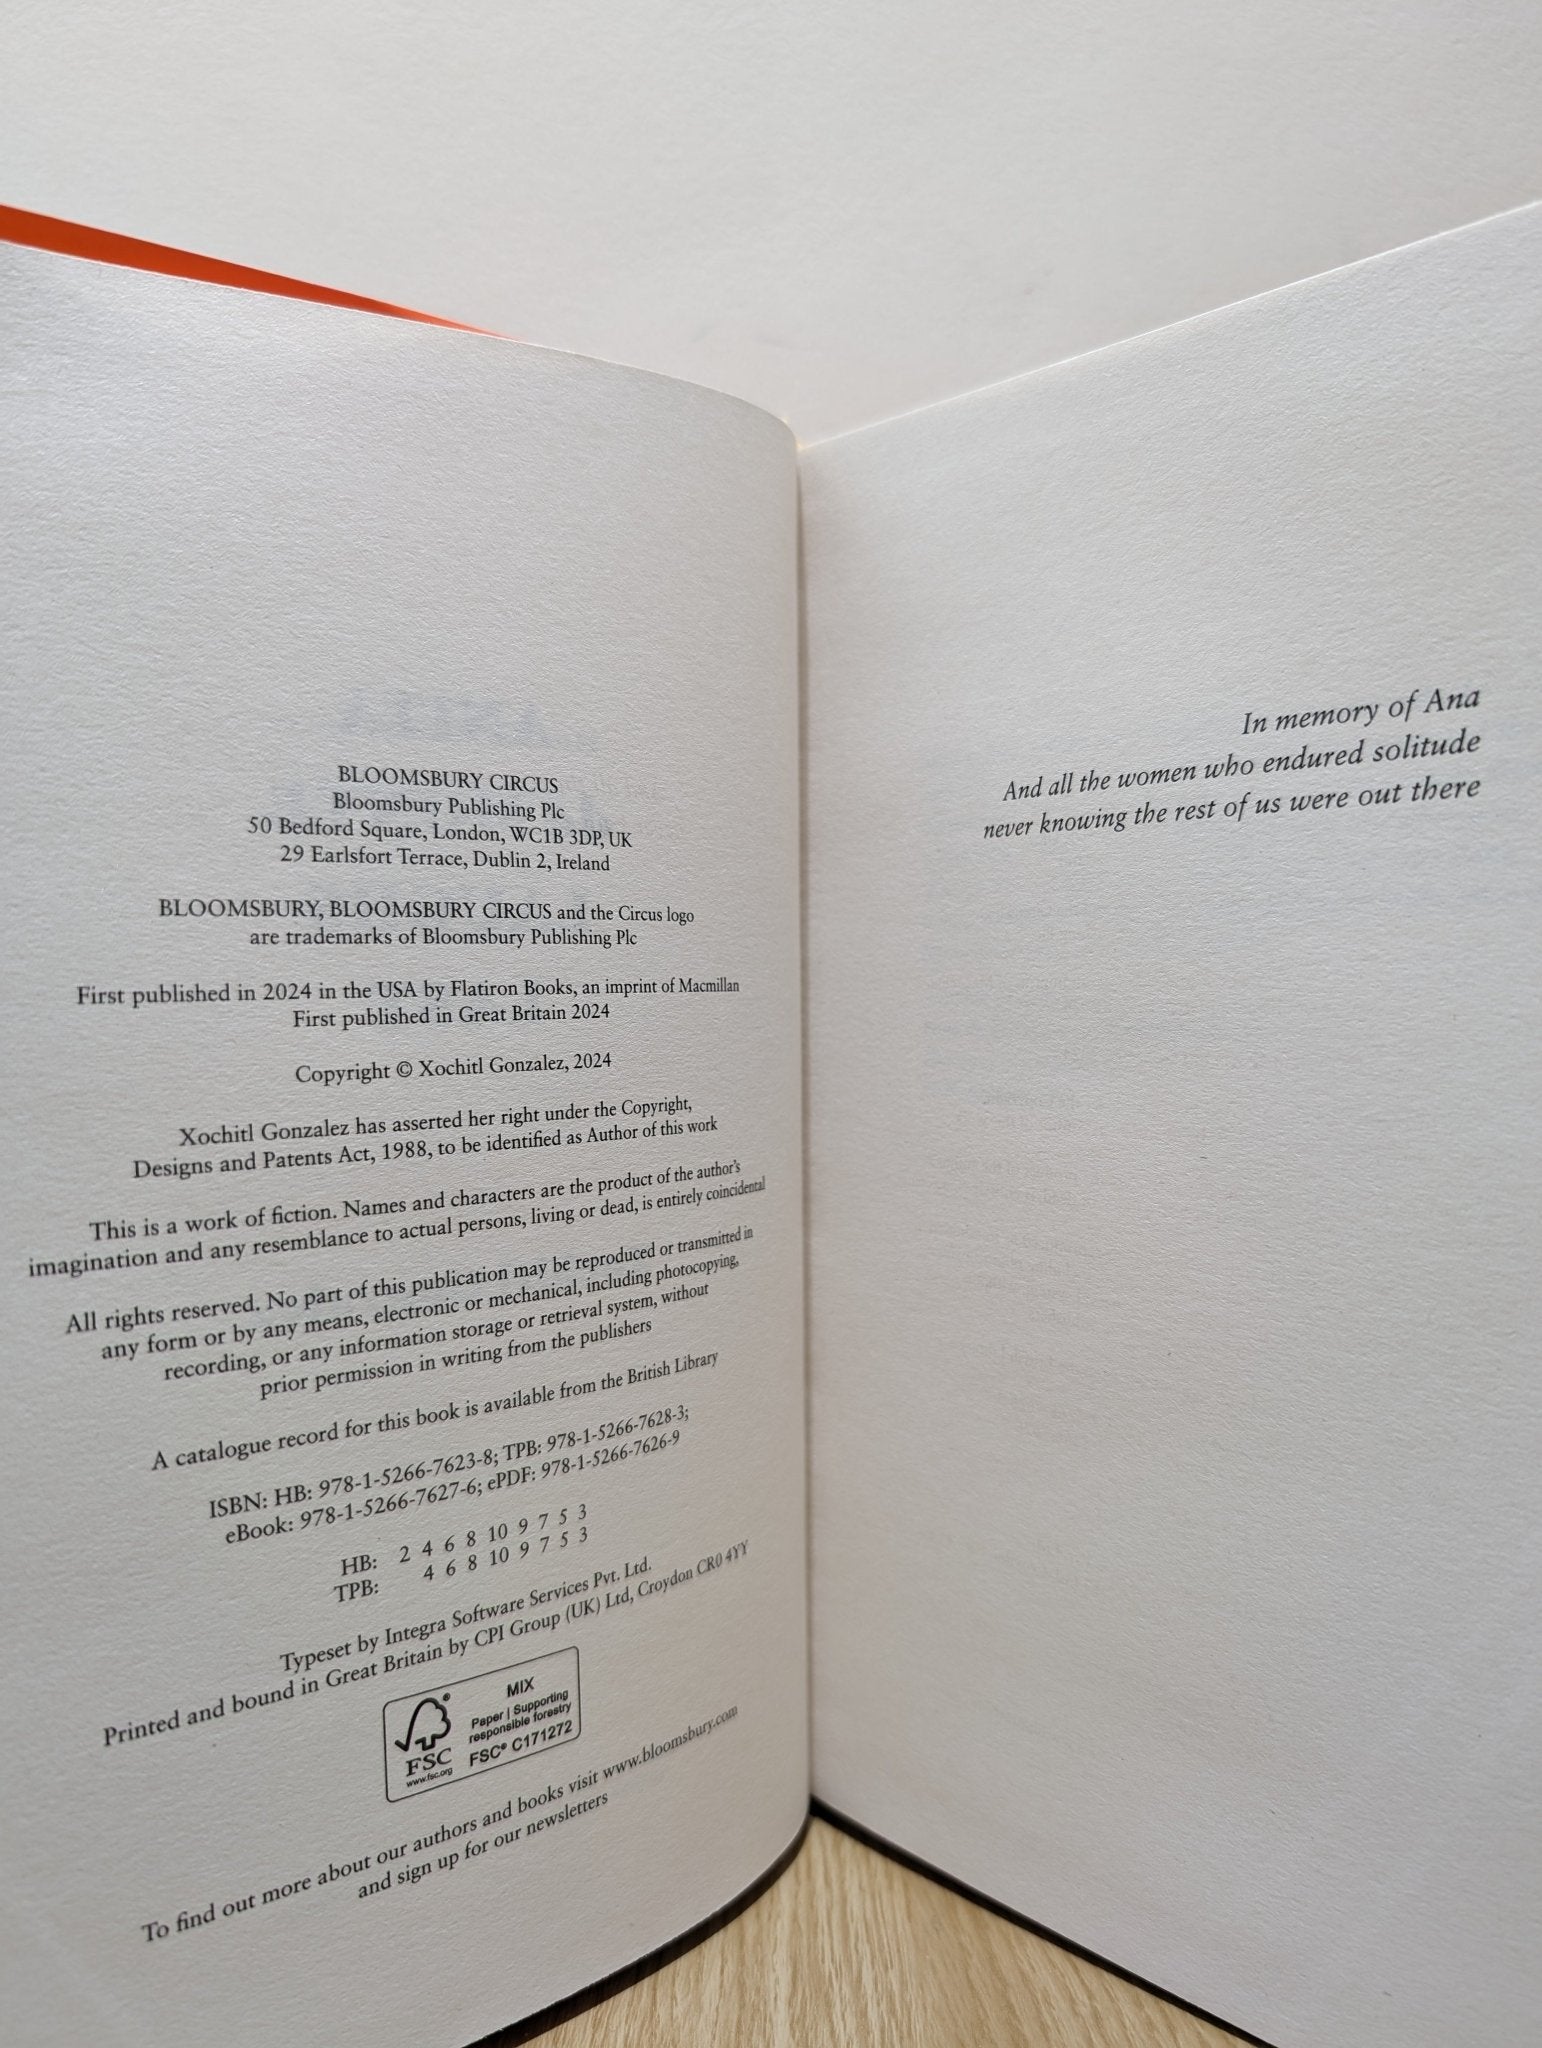 BLOOMSBURY CIRCUS
Bloomsbury Publishing Plc
50 Bedford Square, London, WC1B 3DP, UK
29 Earlsfort Terrace, Dublin 2, Ireland
BLOOMSBURY, BLOOMSBURY CIRCUS and the Circus logo
are trademarks of Bloomsbury Publishing Plc
First published in 2024 in the USA by Flatiron Books, an imprint of Macmillan
First published in Great Britain 2024
Copyright © Xochitl Gonzalez, 2024
Xochitl Gonzalez has asserted her right under the Copyright,
Designs and Patents Act, 1988, to be identified as Author of this work
This is a work of fiction. Names and characters are the product of the author's
imagination and any resemblance to actual persons, living or dead, is entirely coincidental
All rights reserved. No part of this publication may be reproduced or transmitted in
any form or by any means, electronic or mechanical, including photocopying,
recording, or any information storage or retrieval system, without
prior permission in writing from the publishers
A catalogue record for this book is available from the British Library
ISBN: HB: 978-1-5266-7623-8; TPB: 978-1-5266-7628-3;
eBook: 978-1-5266-7627-6; ePDF: 978-1-5266-7626-9
HB: 2 4 6 8 10 9 7 5 3
TPB: 4 6 8 10 9 7 5 3
Typeset by Integra Software Services Pvt. Ltd.
Printed and bound in Great Britain by CPI Group (UK) Ltd, Croydon CR0 4YY
FSC
www.fsc.org
MIX
Paper | Supporting
responsible forestry
FSC® C171272
To find out more about our authors and books visit www.bloomsbury.com
and sign up for our newsletters
In memory of Ana
And all the women who endured solitude
never knowing the rest of us were out there